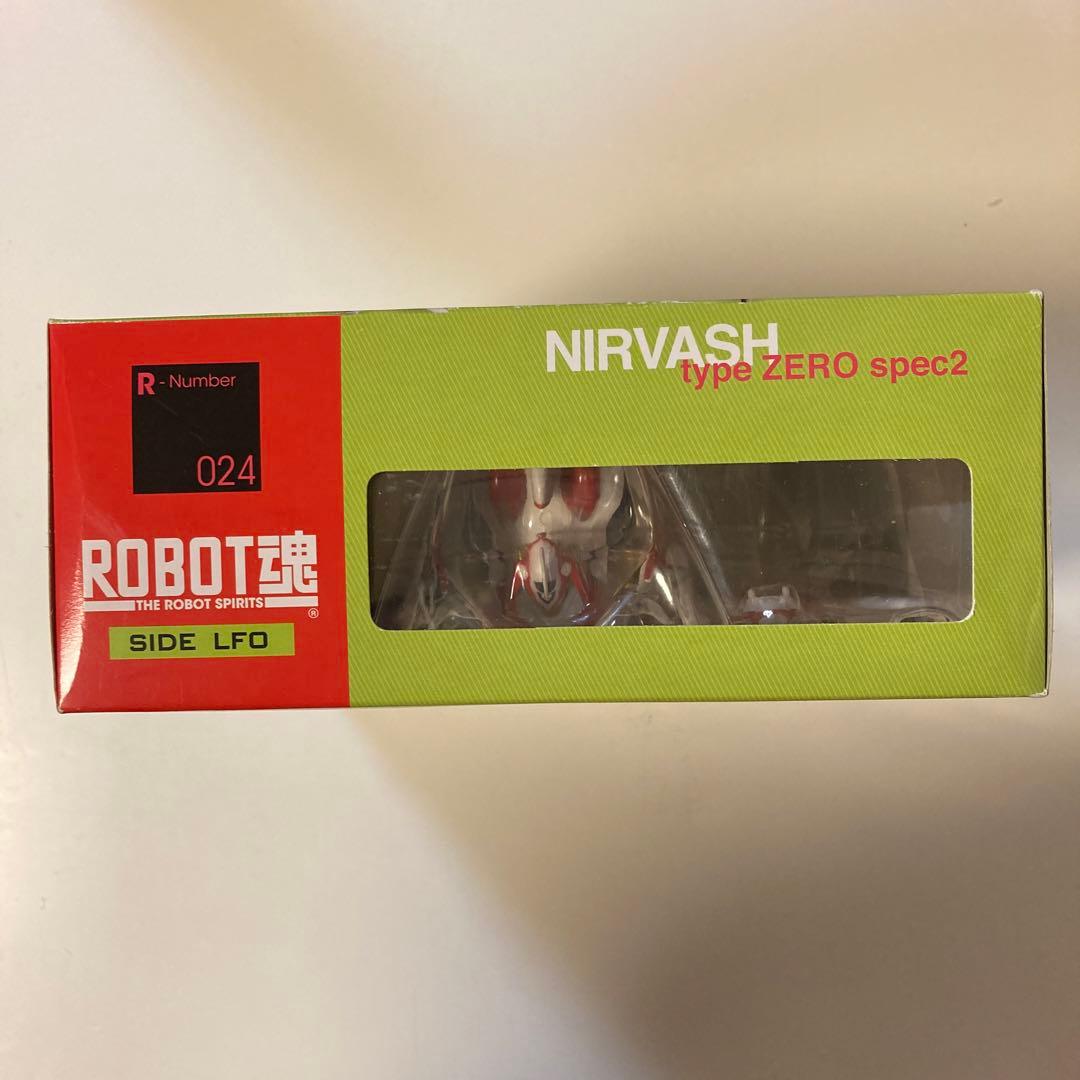 R - Number
024
ROBOT魂
THE ROBOT SPIRITS
®
SIDE LFO
NIRVASH
type ZERO spec2